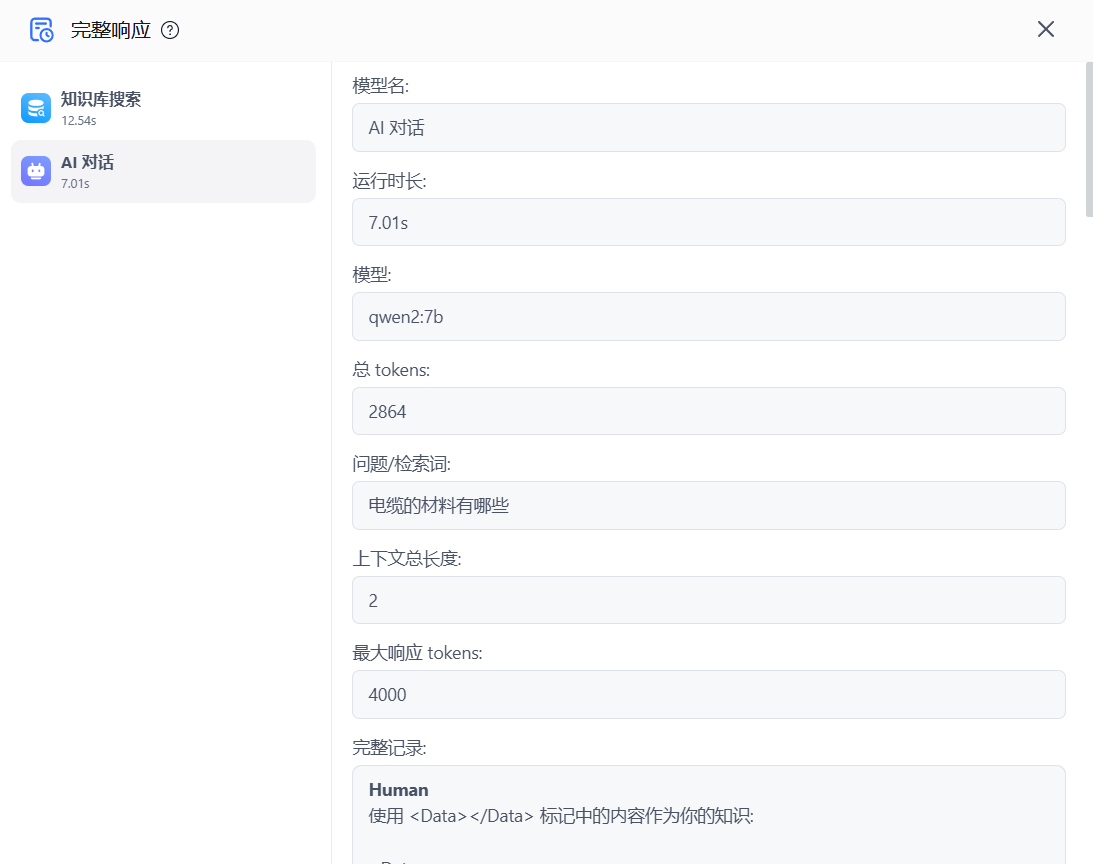 完整响应
知识库搜索
12.54s
AI 对话
7.01s
模型名:
AI 对话
运行时长:
7.01s
模型:
qwen2:7b
总 tokens:
2864
问题/检索词:
电缆的材料有哪些
上下文总长度:
2
最大响应 tokens:
4000
完整记录:
Human
使用 <Data></Data> 标记中的内容作为你的知识: